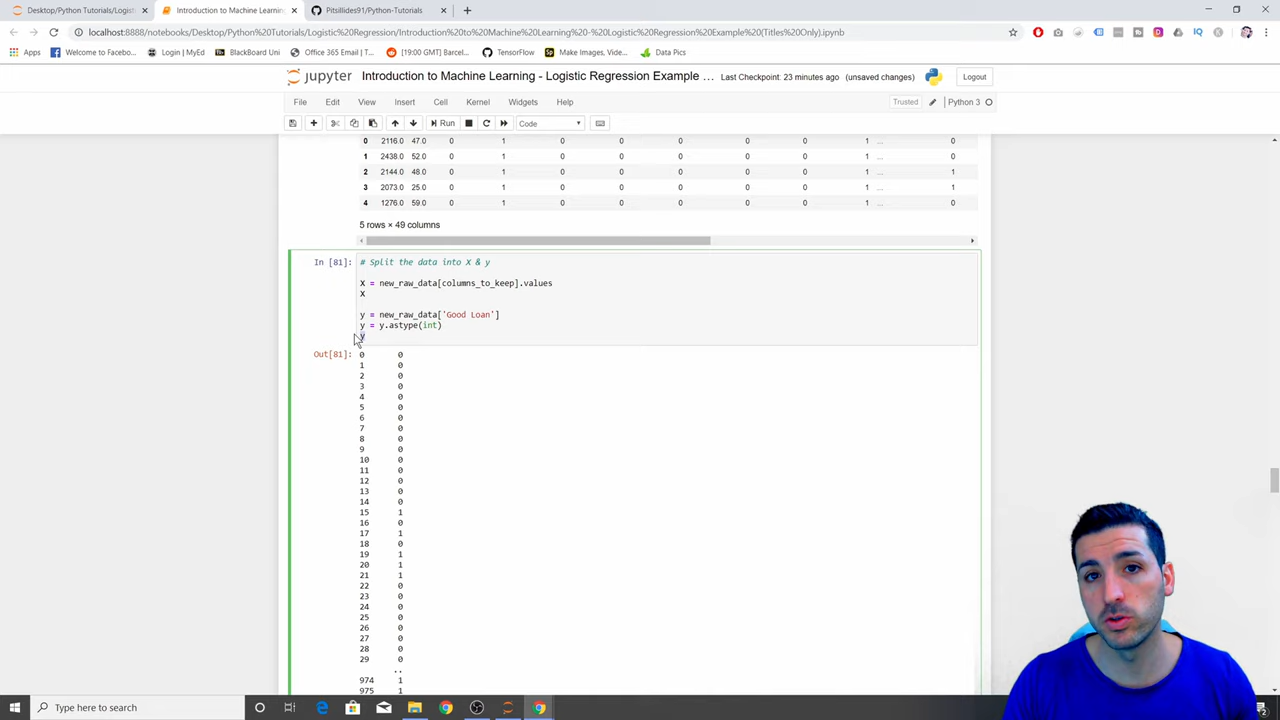 Desktop/Python Tutorials/Logist
Introduction to Machine Learning
Pitsillides91/Python-Tutorials
localhost:8888/notebooks/Desktop/Python%20Tutorials/Logistic%20Regression/Introduction%20to%20Machine%20Learning%20-%20Logistic%20Regression%20Example%20(Titles%20Only).ipynb
Apps Welcome to Facebo... Login | MyEd BlackBoard Uni Office 365 Email | T... [19:00 GMT] Barcel... TensorFlow Make Images, Vide... Data Pics
jupyter Introduction to Machine Learning - Logistic Regression Example ... Last Checkpoint: 23 minutes ago (unsaved changes) Logout
File Edit View Insert Cell Kernel Widgets Help Trusted Python 3
Run Code
0 2116.0 47.0 0 1 0 0 0 0 1 ... 0
1 2438.0 52.0 0 1 0 0 0 0 1 ... 0
2 2144.0 48.0 0 1 0 0 0 0 1 ... 1
3 2073.0 25.0 0 1 0 0 0 0 1 ... 1
4 1276.0 59.0 0 1 0 0 0 0 1 ... 0
5 rows × 49 columns
In [81]: # Split the data into X & y
X = new_raw_data[columns_to_keep].values
X
y = new_raw_data['Good Loan']
y = y.astype(int)
y
Out[81]: 0 0
1 0
2 0
3 0
4 0
5 0
6 0
7 0
8 0
9 0
10 0
11 0
12 0
13 0
14 0
15 1
16 0
17 1
18 0
19 1
20 1
21 1
22 0
23 0
24 0
25 0
26 0
27 0
28 0
29 0
..
974 1
975 1
Type here to search